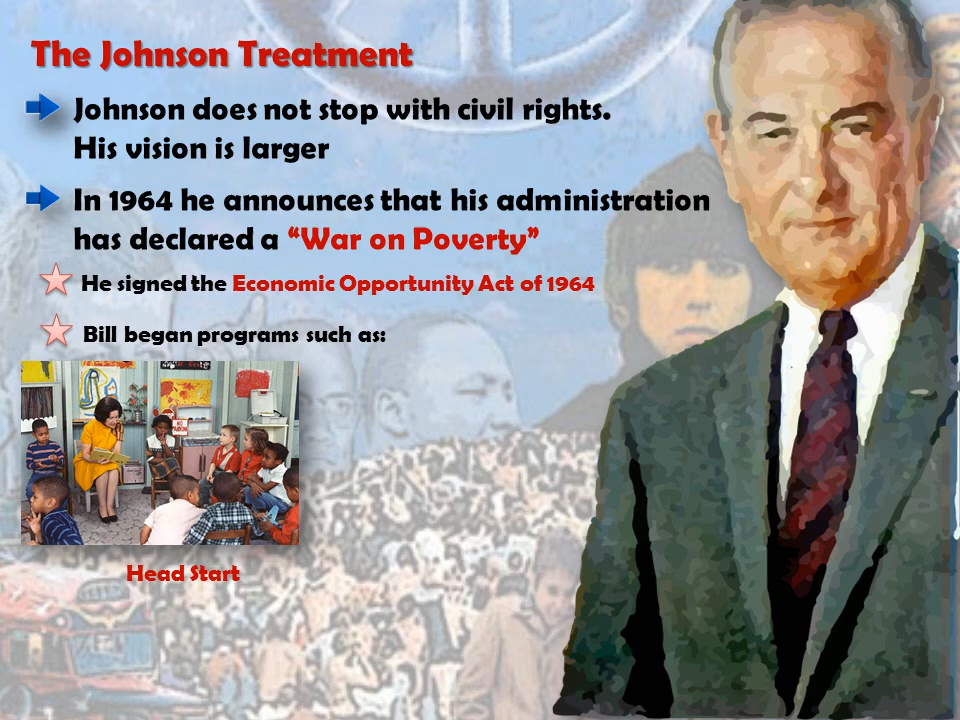 The Johnson Treatment
Johnson does not stop with civil rights.
His vision is larger
In 1964 he announces that his administration
has declared a “War on Poverty”
He signed the Economic Opportunity Act of 1964
Bill began programs such as:
NO
PARKING
Head Start